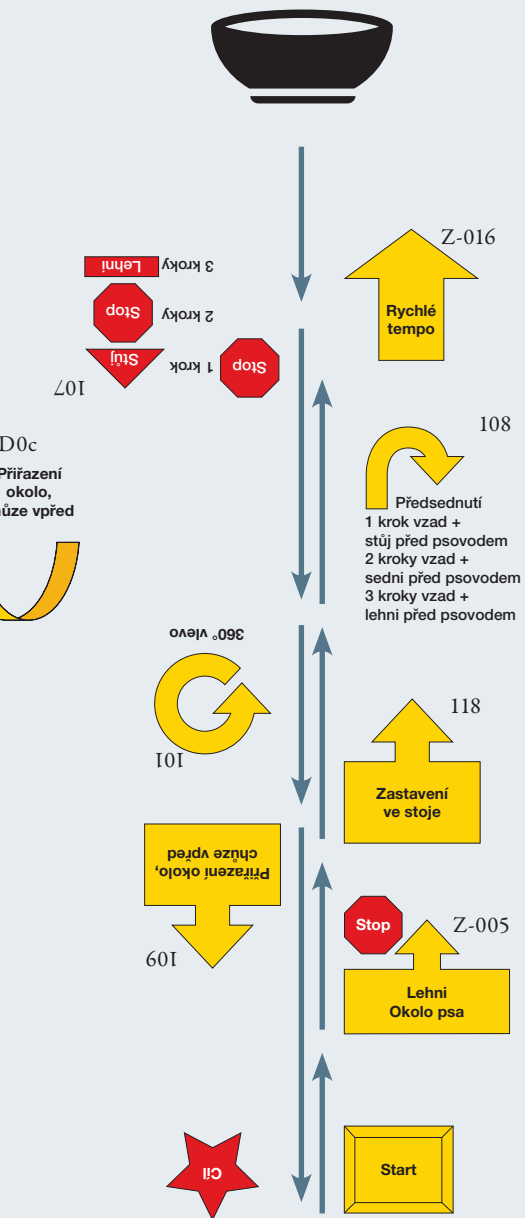 Z-016
Rychlé
tempo
107
Stop 1 krok Stůj
2 kroky Stop
3 kroky Lehni
D0c
Přiřazení
okolo,
ůze vpřed
108
Předsednutí
1 krok vzad +
stůj před psovodem
2 kroky vzad +
sedni před psovodem
3 kroky vzad +
lehni před psovodem
101
360° vlevo
118
Zastavení
ve stoje
109
Přiřazení okolo,
chůze vpřed
Stop
Z-005
Lehni
Okolo psa
Cíl
Start